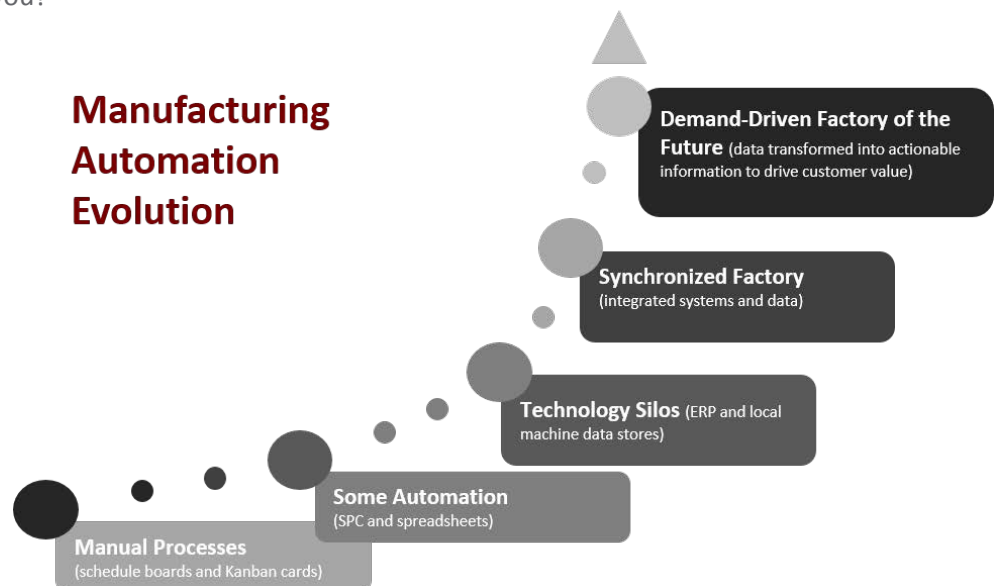 Manufacturing
Automation
Evolution
Demand-Driven Factory of the
Future (data transformed into actionable
information to drive customer value)
Synchronized Factory
(integrated systems and data)
Technology Silos (ERP and local
machine data stores)
Some Automation
(SPC and spreadsheets)
Manual Processes
(schedule boards and Kanban cards)